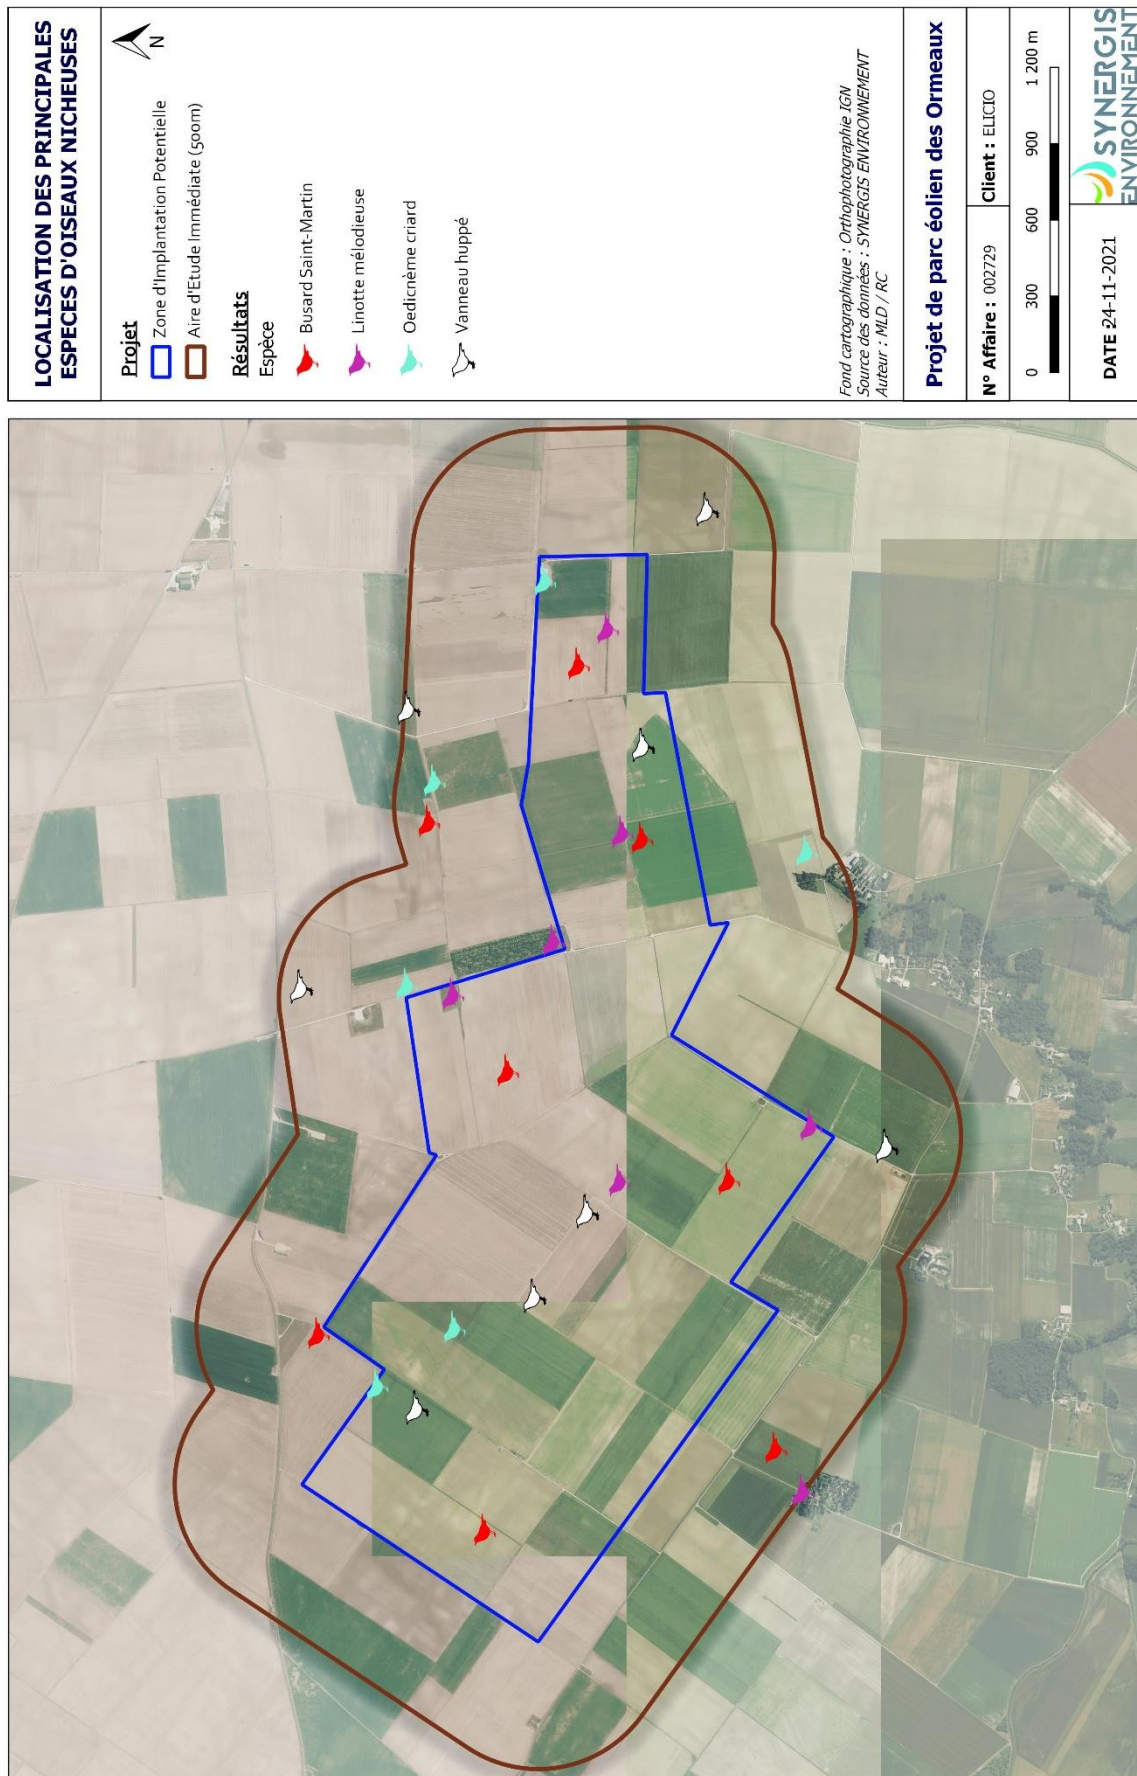 LOCALISATION DES PRINCIPALES
ESPECES D'OISEAUX NICHEUSES
N
Projet
Zone d'Implantation Potentielle
Aire d'Etude Immédiate (500m)
Résultats
Espèce
Busard Saint-Martin
Linotte mélodieuse
Oedicnème criard
Vanneau huppé
Fond cartographique : Orthophotographie IGN
Source des données : SYNERGIS ENVIRONNEMENT
Auteur : MLD / RC
Projet de parc éolien des Ormeaux
N° Affaire : 002729
Client : ELICIO
0 300 600 900 1 200 m
DATE :24-11-2021
SYNERGIS
ENVIRONNEMENT